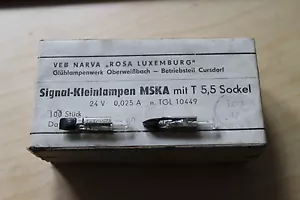 VEB NARVA „ROSA LUXEMBURG"
Glühlampenwerk Oberweißbach — Betriebsteil Cursdorf
Signal-Kleinlampen MSKA mit T 5,5 Sockel
24 V 0,025 A n. TGL 10449
100 Stück